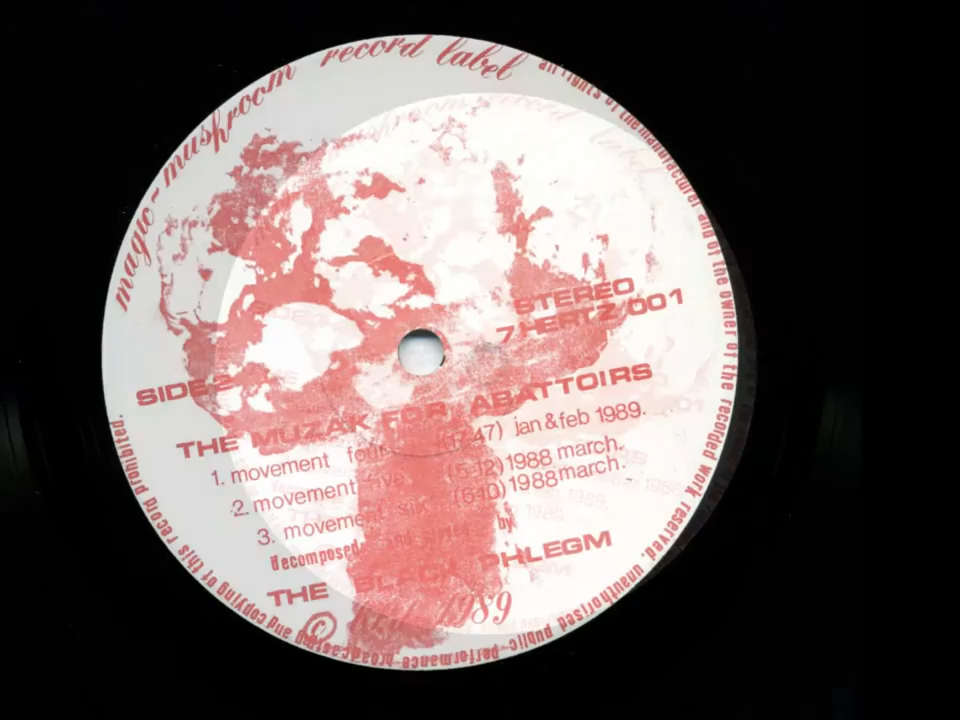 magic-mushroom record label
all rights of the manufacturer and of the owner of the recorded work reserved. unauthorised public performance broadcasting and copying of this record prohibited.
STEREO
7 HERTZ/001
SIDE 2
THE MUZAK FOR ABATTOIRS
1. movement four (17.47) jan & feb 1989.
2. movement five (5.12) 1988 march.
3. movement six (6.10) 1988 march.
decomposed and by
THE BLACK PHLEGM
© 1989